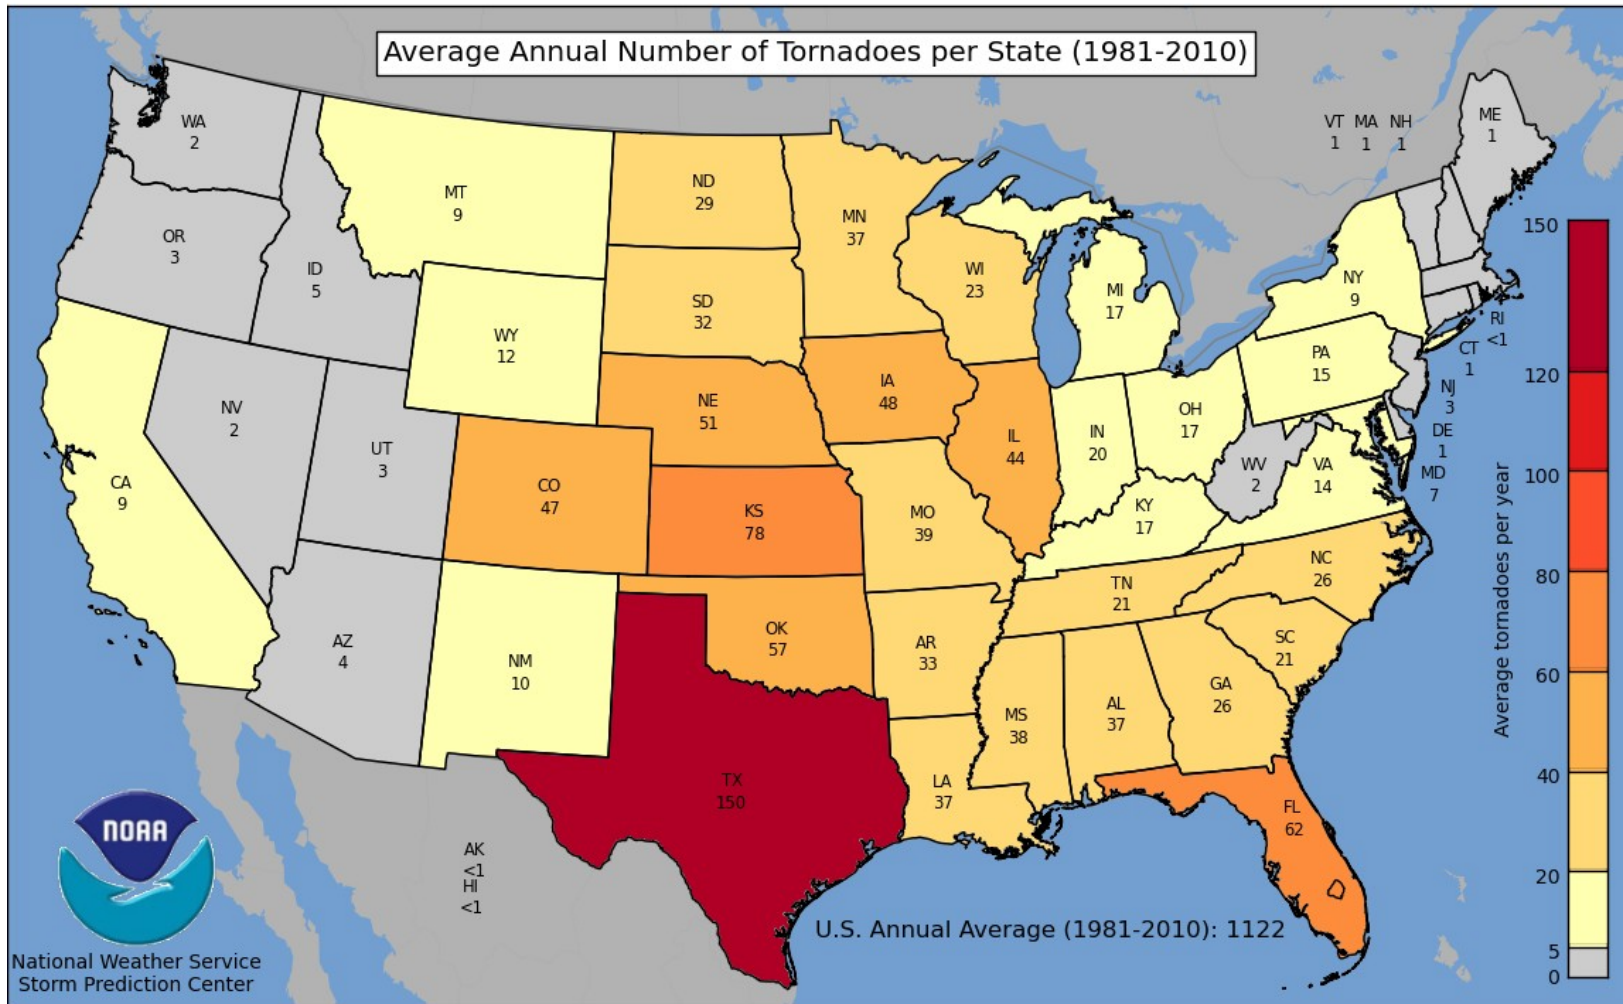 Average Annual Number of Tornadoes per State (1981-2010)
WA
2
OR
3
ID
5
MT
9
WY
12
CA
9
NV
2
UT
3
CO
47
AZ
4
NM
10
ND
29
SD
32
NE
51
KS
78
OK
57
TX
150
MN
37
IA
48
MO
39
AR
33
LA
37
WI
23
IL
44
MI
17
IN
20
OH
17
KY
17
TN
21
MS
38
AL
37
GA
26
FL
62
SC
21
NC
26
VA
14
WV
2
PA
15
NY
9
VT MA NH
1 1 1
ME
1
RI
<1
CT
1
NJ
3
DE
1
MD
7
AK
<1
HI
<1
150
120
100
80
60
40
20
5
0
Average tornadoes per year
U.S. Annual Average (1981-2010): 1122
NOAA
National Weather Service
Storm Prediction Center